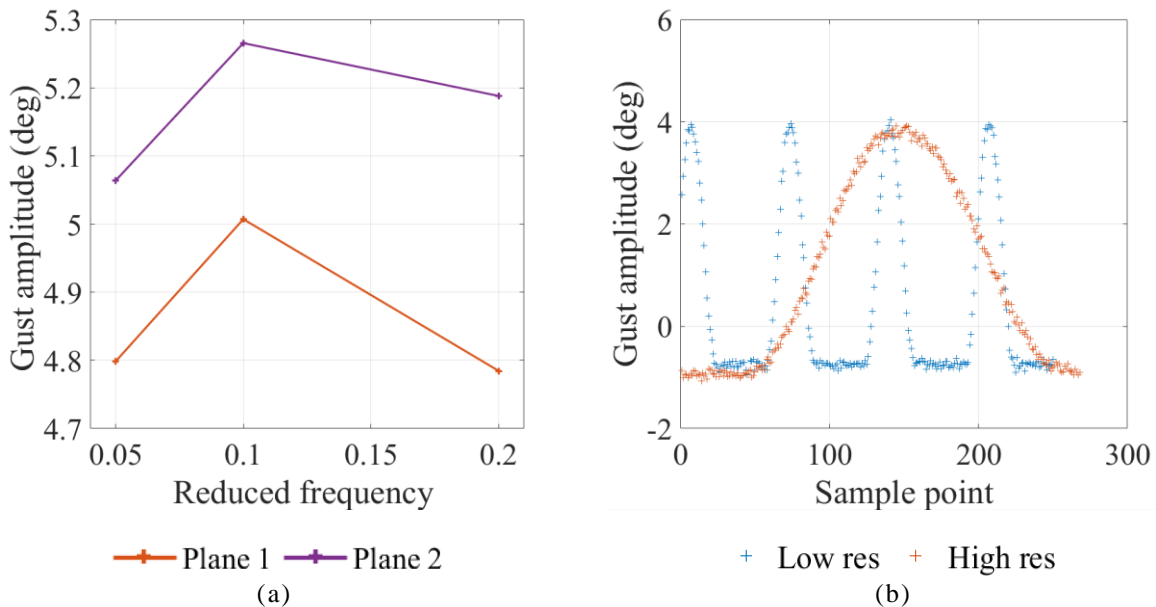 5.3
5.2
5.1
5
4.9
4.8
4.7
Gust amplitude (deg)
0.05 0.1 0.15 0.2
Reduced frequency
Plane 1 Plane 2
(a)
6
4
2
0
-2
Gust amplitude (deg)
0 100 200 300
Sample point
Low res High res
(b)